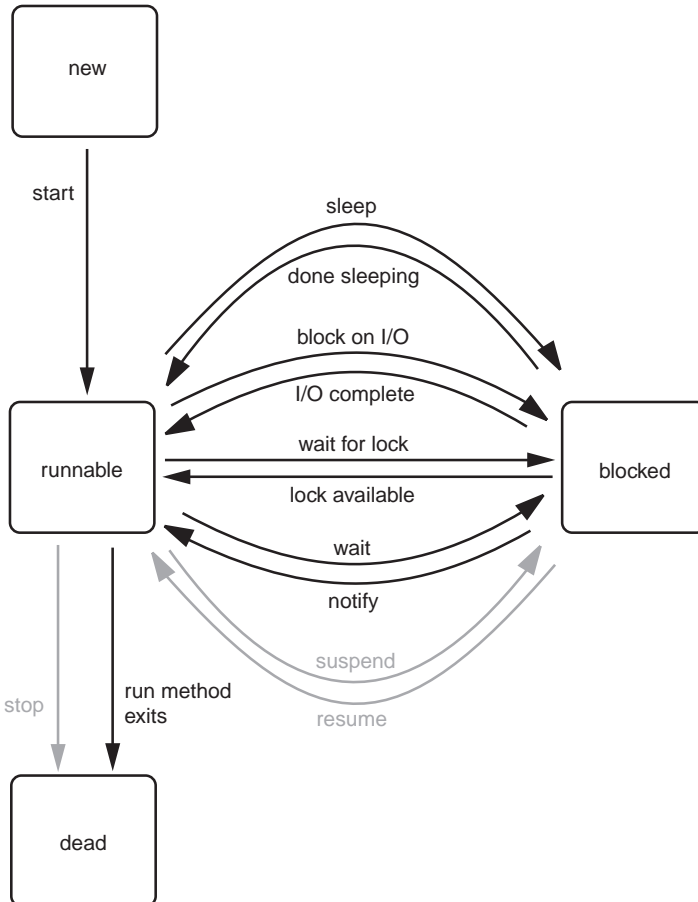 new
start
sleep
done sleeping
block on I/O
I/O complete
wait for lock
runnable
blocked
lock available
wait
notify
suspend
resume
stop
run method
exits
dead